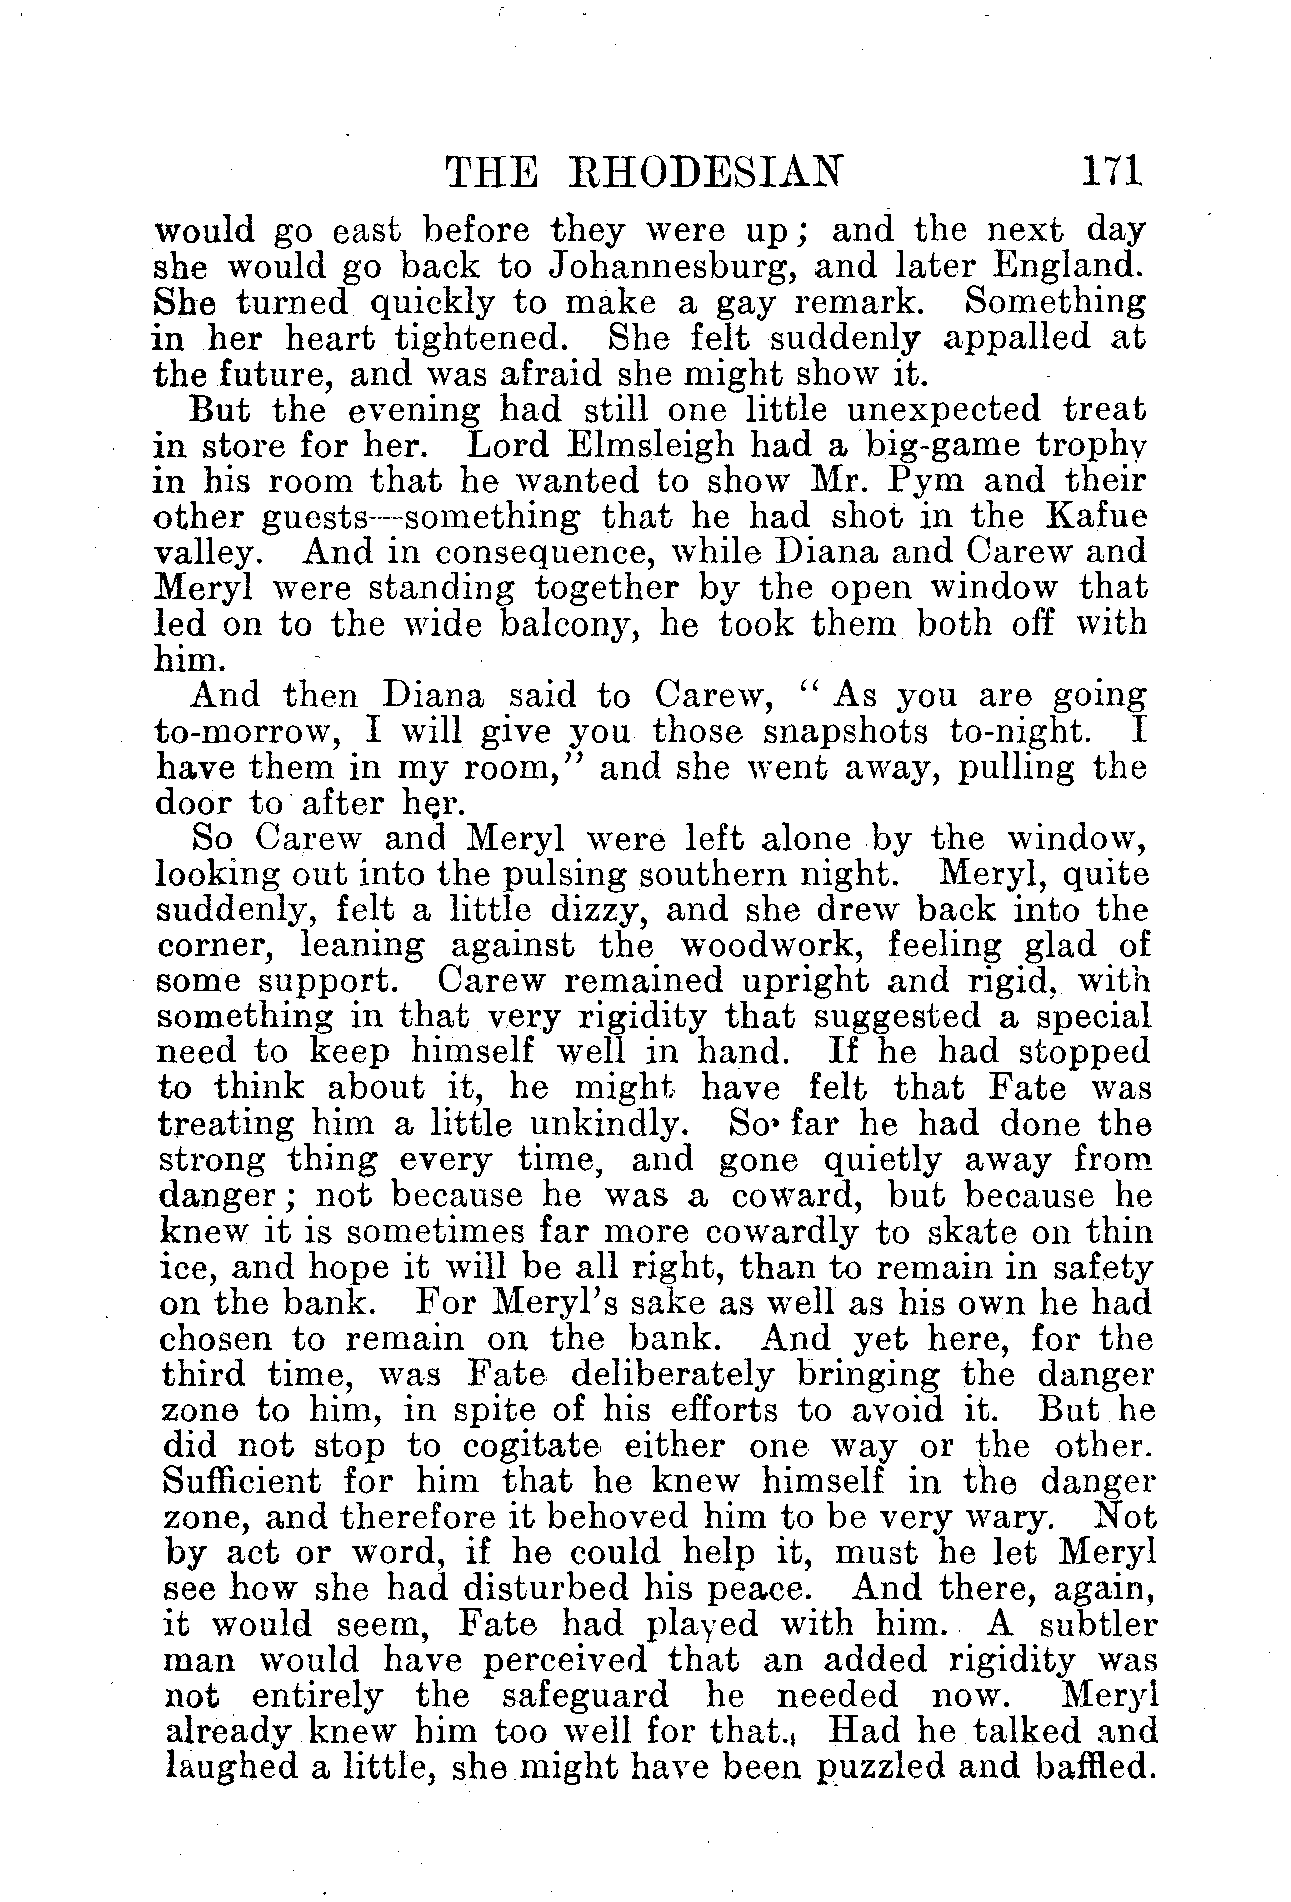 THE RHODESIAN 171
would go east before they were up; and the next day
she would go back to Johannesburg, and later England.
She turned quickly to make a gay remark. Something
in her heart tightened. She felt suddenly appalled at
the future, and was afraid she might show it.
But the evening had still one little unexpected treat
in store for her. Lord Elmsleigh had a big-game trophy
in his room that he wanted to show Mr. Pym and their
other guests—something that he had shot in the Kafue
valley. And in consequence, while Diana and Carew and
Meryl were standing together by the open window that
led on to the wide balcony, he took them both off with
him.
And then Diana said to Carew, " As you are going
to-morrow, I will give you those snapshots to-night. I
have them in my room," and she went away, pulling the
door to after her.
So Carew and Meryl were left alone by the window,
looking out into the pulsing southern night. Meryl, quite
suddenly, felt a little dizzy, and she drew back into the
corner, leaning against the woodwork, feeling glad of
some support. Carew remained upright and rigid, with
something in that very rigidity that suggested a special
need to keep himself well in hand. If he had stopped
to think about it, he might have felt that Fate was
treating him a little unkindly. So far he had done the
strong thing every time, and gone quietly away from
danger; not because he was a coward, but because he
knew it is sometimes far more cowardly to skate on thin
ice, and hope it will be all right, than to remain in safety
on the bank. For Meryl's sake as well as his own he had
chosen to remain on the bank. And yet here, for the
third time, was Fate deliberately bringing the danger
zone to him, in spite of his efforts to avoid it. But he
did not stop to cogitate either one way or the other.
Sufficient for him that he knew himself in the danger
zone, and therefore it behoved him to be very wary. Not
by act or word, if he could help it, must he let Meryl
see how she had disturbed his peace. And there, again,
it would seem, Fate had played with him. A subtler
man would have perceived that an added rigidity was
not entirely the safeguard he needed now. Meryl
already knew him too well for that. Had he talked and
laughed a little, she might have been puzzled and baffled.